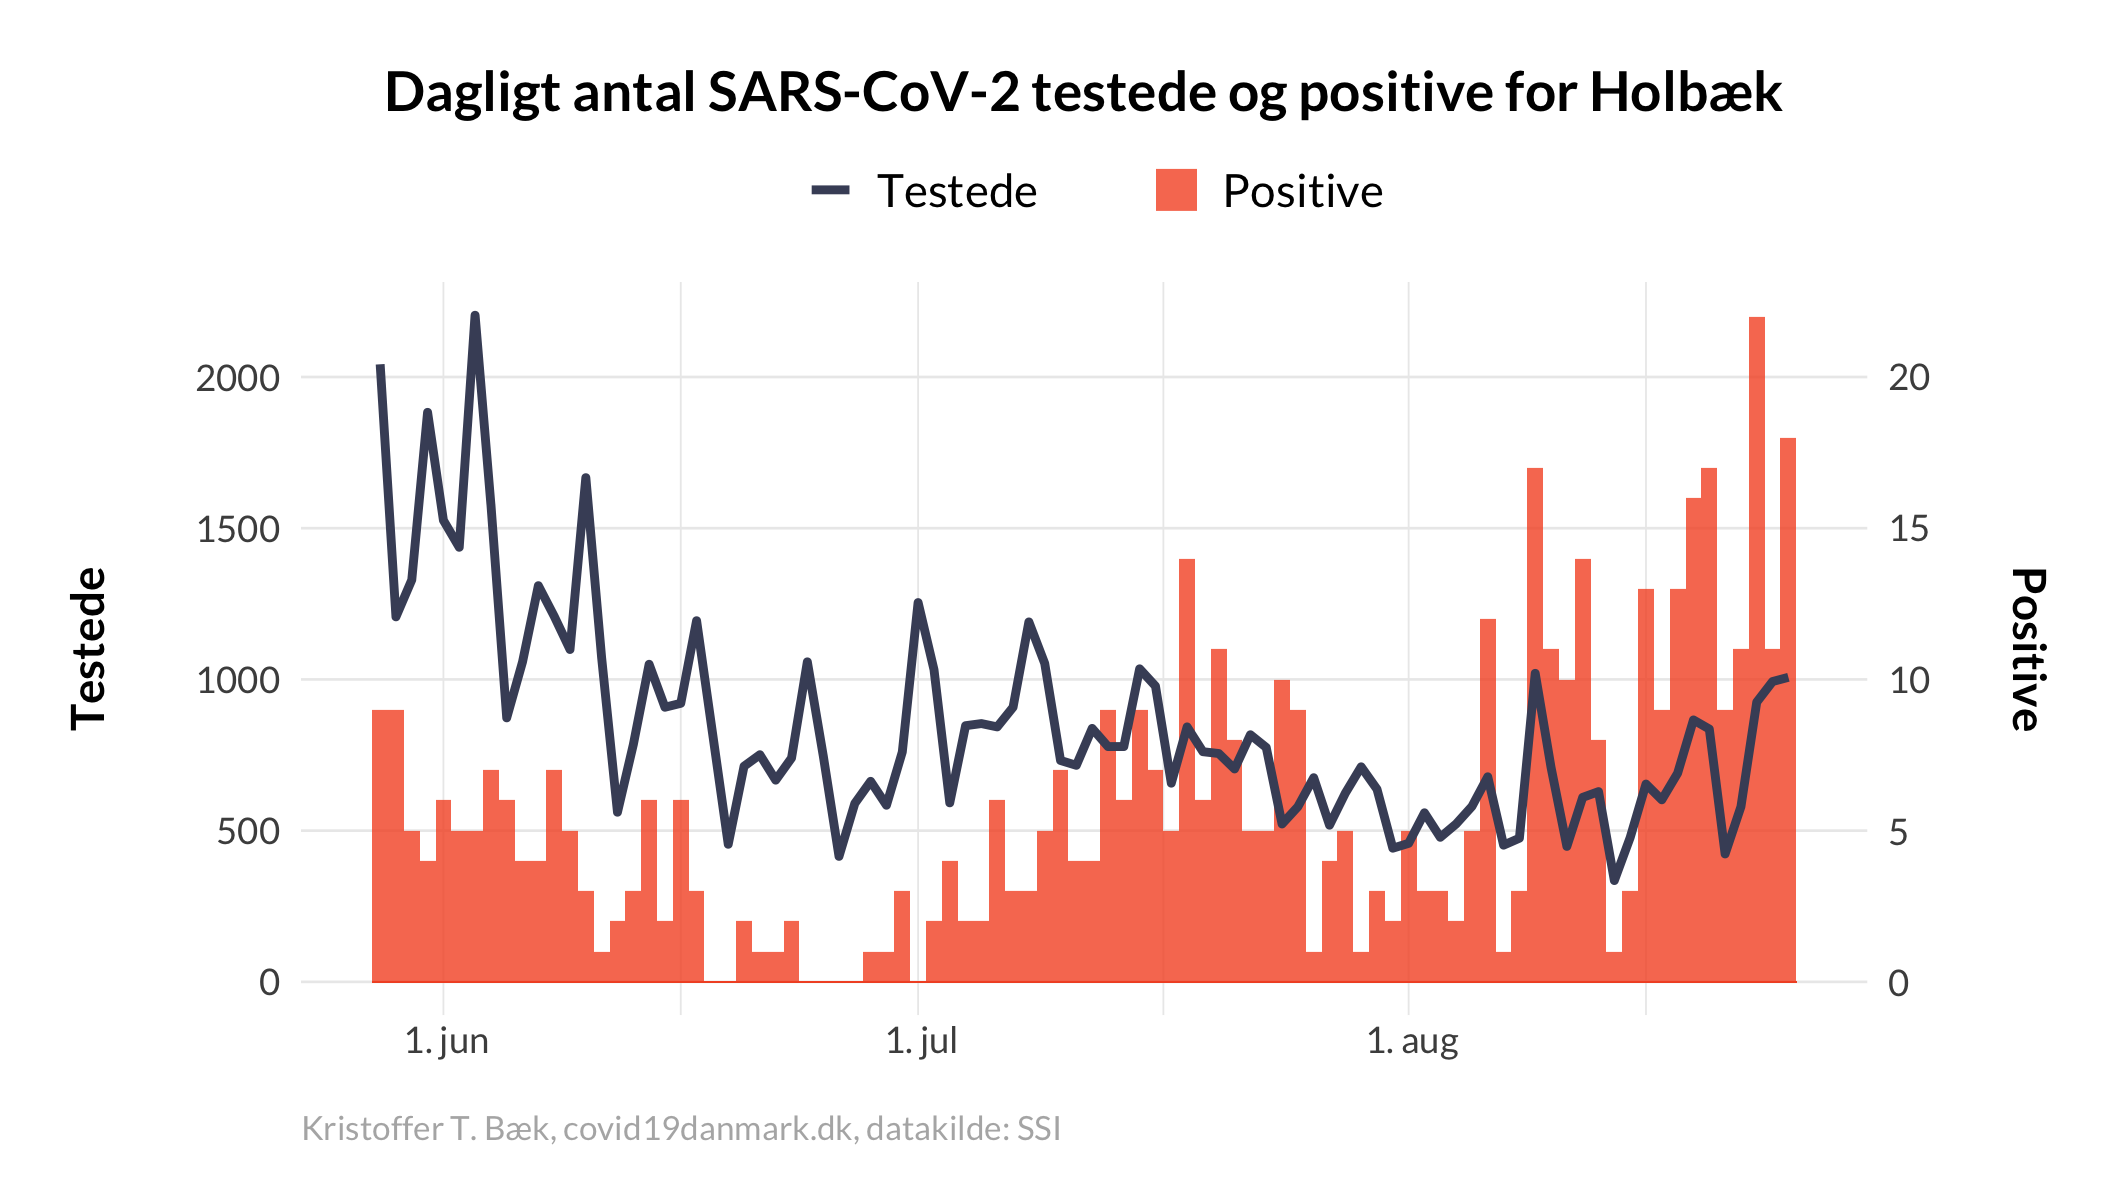 Dagligt antal SARS-CoV-2 testede og positive for Holbæk
Testede
Positive
2000
1500
1000
500
0
Testede
20
15
10
5
0
Positive
1. jun
1. jul
1. aug
Kristoffer T. Bæk, covid19danmark.dk, datakilde: SSI